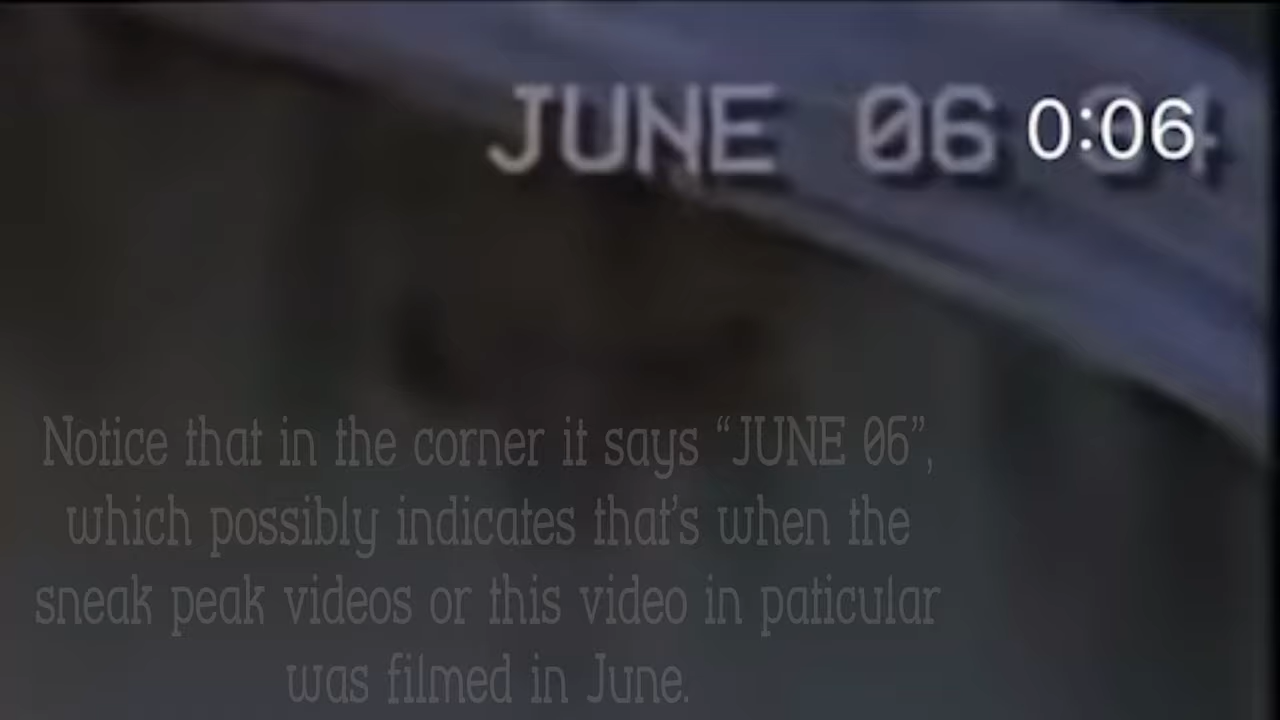 JUNE 06 0:06
Notice that in the corner it says “JUNE 06”,
which possibly indicates that’s when the
sneak peak videos or this video in paticular
was filmed in June.